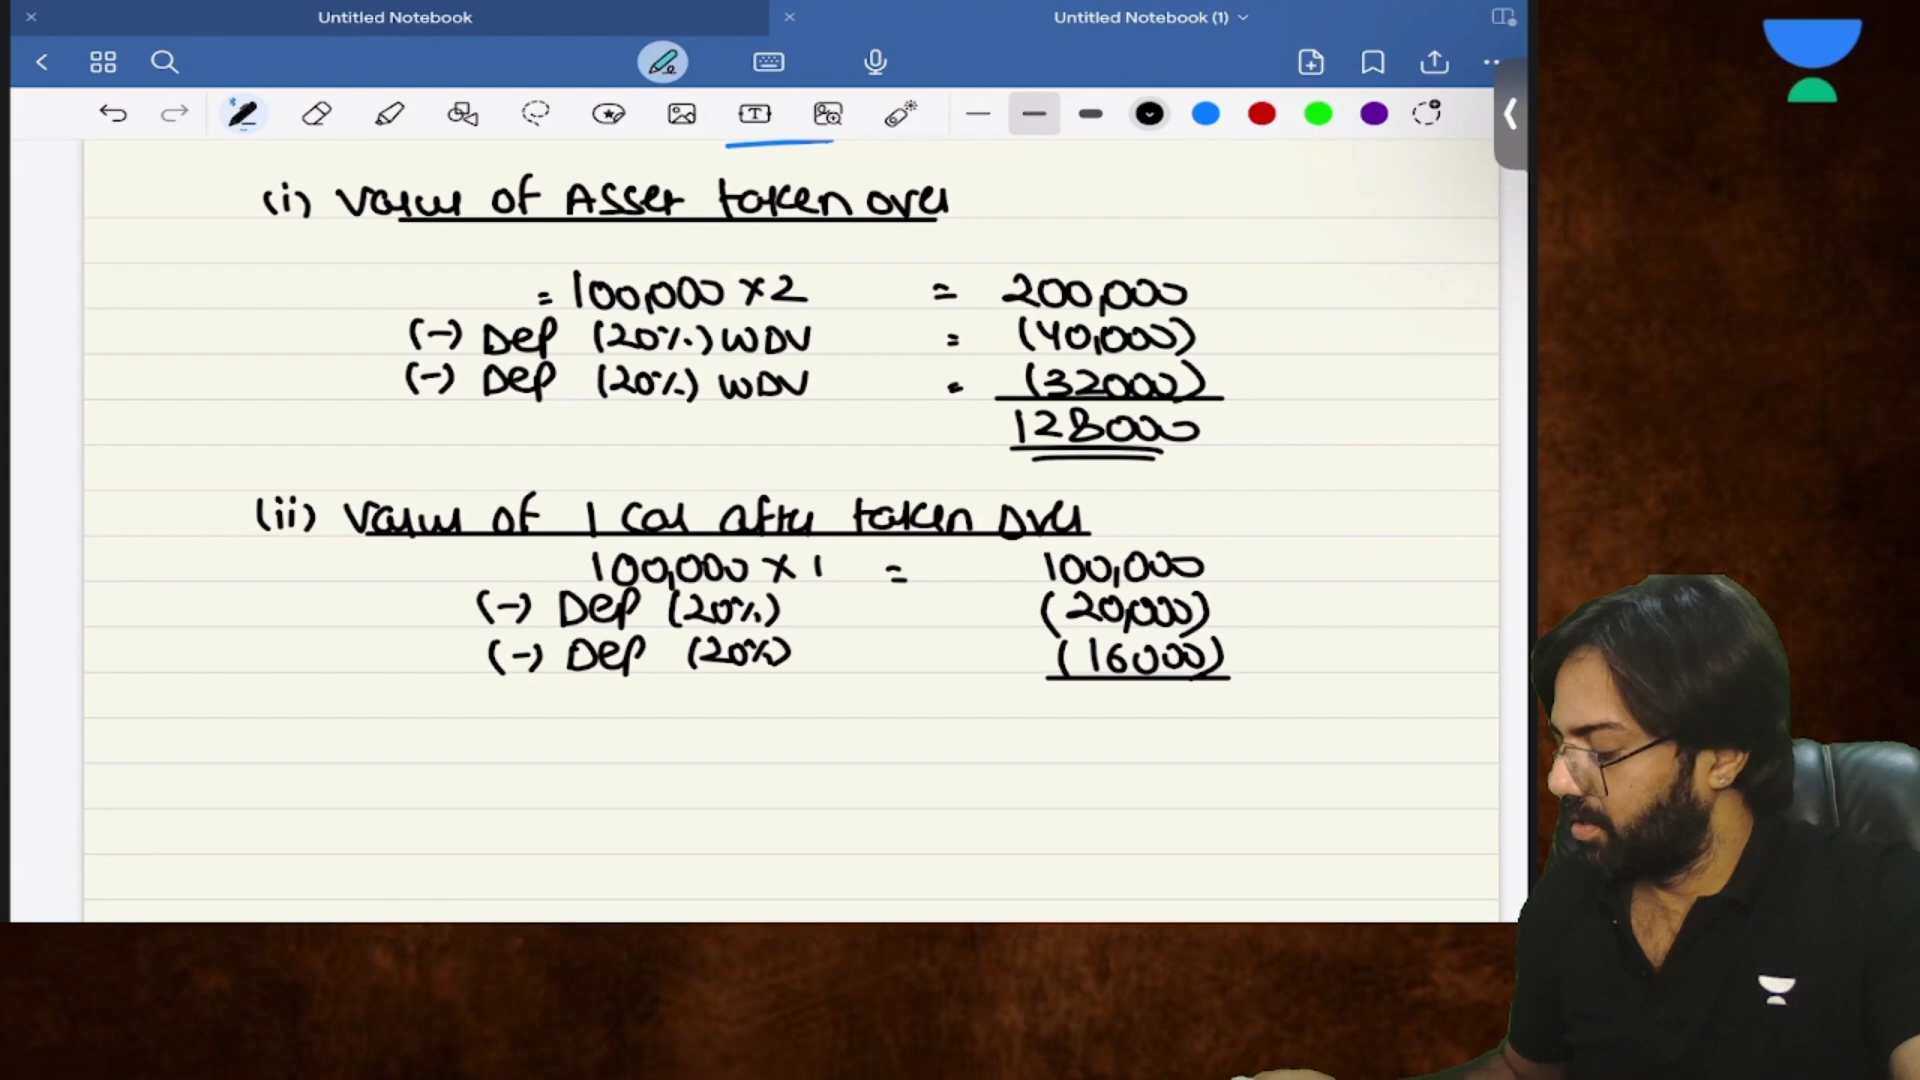 Untitled Notebook
Untitled Notebook (1)
(i) Value of Asset taken over
= 100,000 × 2 = 200,000
(-) Dep (20%) WDV = (40,000)
(-) Dep (20%) WDV = (32000)
128000
(ii) Value of 1 Car after taken over
100,000 × 1 = 100,000
(-) Dep (20%) (20,000)
(-) Dep (20%) (16000)